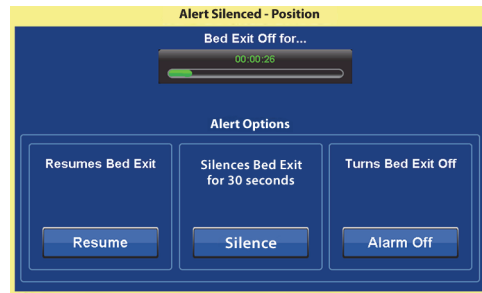 Alert Silenced - Position
Bed Exit Off for...
00:00:26
Alert Options
Resumes Bed Exit
Silences Bed Exit
for 30 seconds
Turns Bed Exit Off
Resume
Silence
Alarm Off